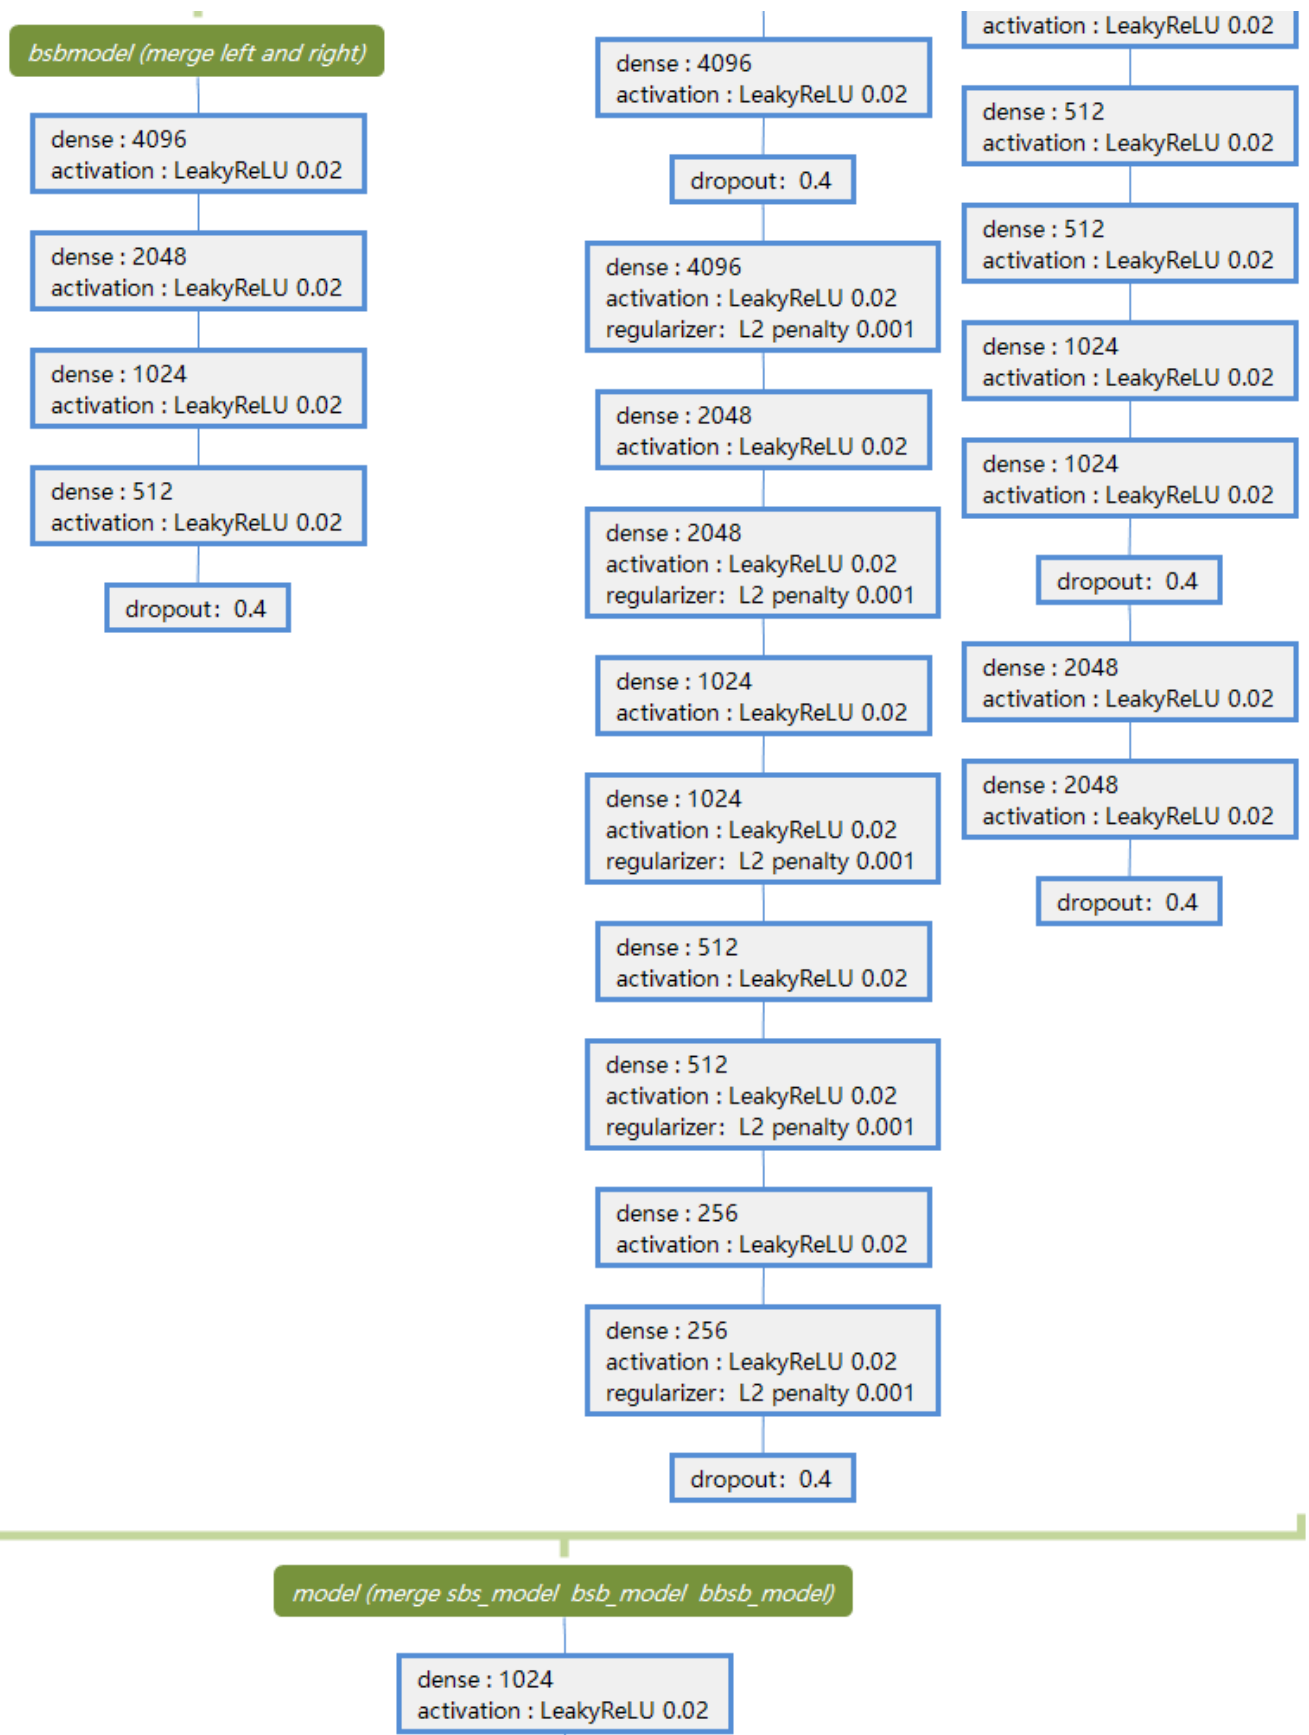 bsbmodel (merge left and right)
dense : 4096
activation : LeakyReLU 0.02
dense : 2048
activation : LeakyReLU 0.02
dense : 1024
activation : LeakyReLU 0.02
dense : 512
activation : LeakyReLU 0.02
dropout: 0.4
dense : 4096
activation : LeakyReLU 0.02
dropout: 0.4
dense : 4096
activation : LeakyReLU 0.02
regularizer: L2 penalty 0.001
dense : 2048
activation : LeakyReLU 0.02
dense : 2048
activation : LeakyReLU 0.02
regularizer: L2 penalty 0.001
dense : 1024
activation : LeakyReLU 0.02
dense : 1024
activation : LeakyReLU 0.02
regularizer: L2 penalty 0.001
dense : 512
activation : LeakyReLU 0.02
dense : 512
activation : LeakyReLU 0.02
regularizer: L2 penalty 0.001
dense : 256
activation : LeakyReLU 0.02
dense : 256
activation : LeakyReLU 0.02
regularizer: L2 penalty 0.001
dropout: 0.4
activation : LeakyReLU 0.02
dense : 512
activation : LeakyReLU 0.02
dense : 512
activation : LeakyReLU 0.02
dense : 1024
activation : LeakyReLU 0.02
dense : 1024
activation : LeakyReLU 0.02
dropout: 0.4
dense : 2048
activation : LeakyReLU 0.02
dense : 2048
activation : LeakyReLU 0.02
dropout: 0.4
model (merge sbs_model bsb_model bbsb_model)
dense : 1024
activation : LeakyReLU 0.02